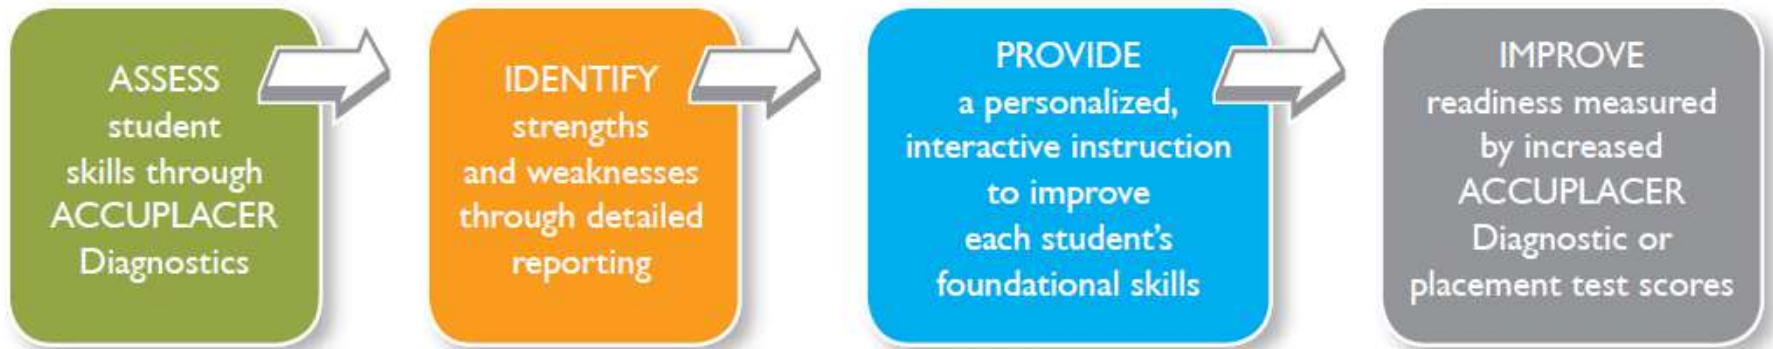 ASSESS
student
skills through
ACCUPLACER
Diagnostics
IDENTIFY
strengths
and weaknesses
through detailed
reporting
PROVIDE
a personalized,
interactive instruction
to improve
each student's
foundational skills
IMPROVE
readiness measured
by increased
ACCUPLACER
Diagnostic or
placement test scores